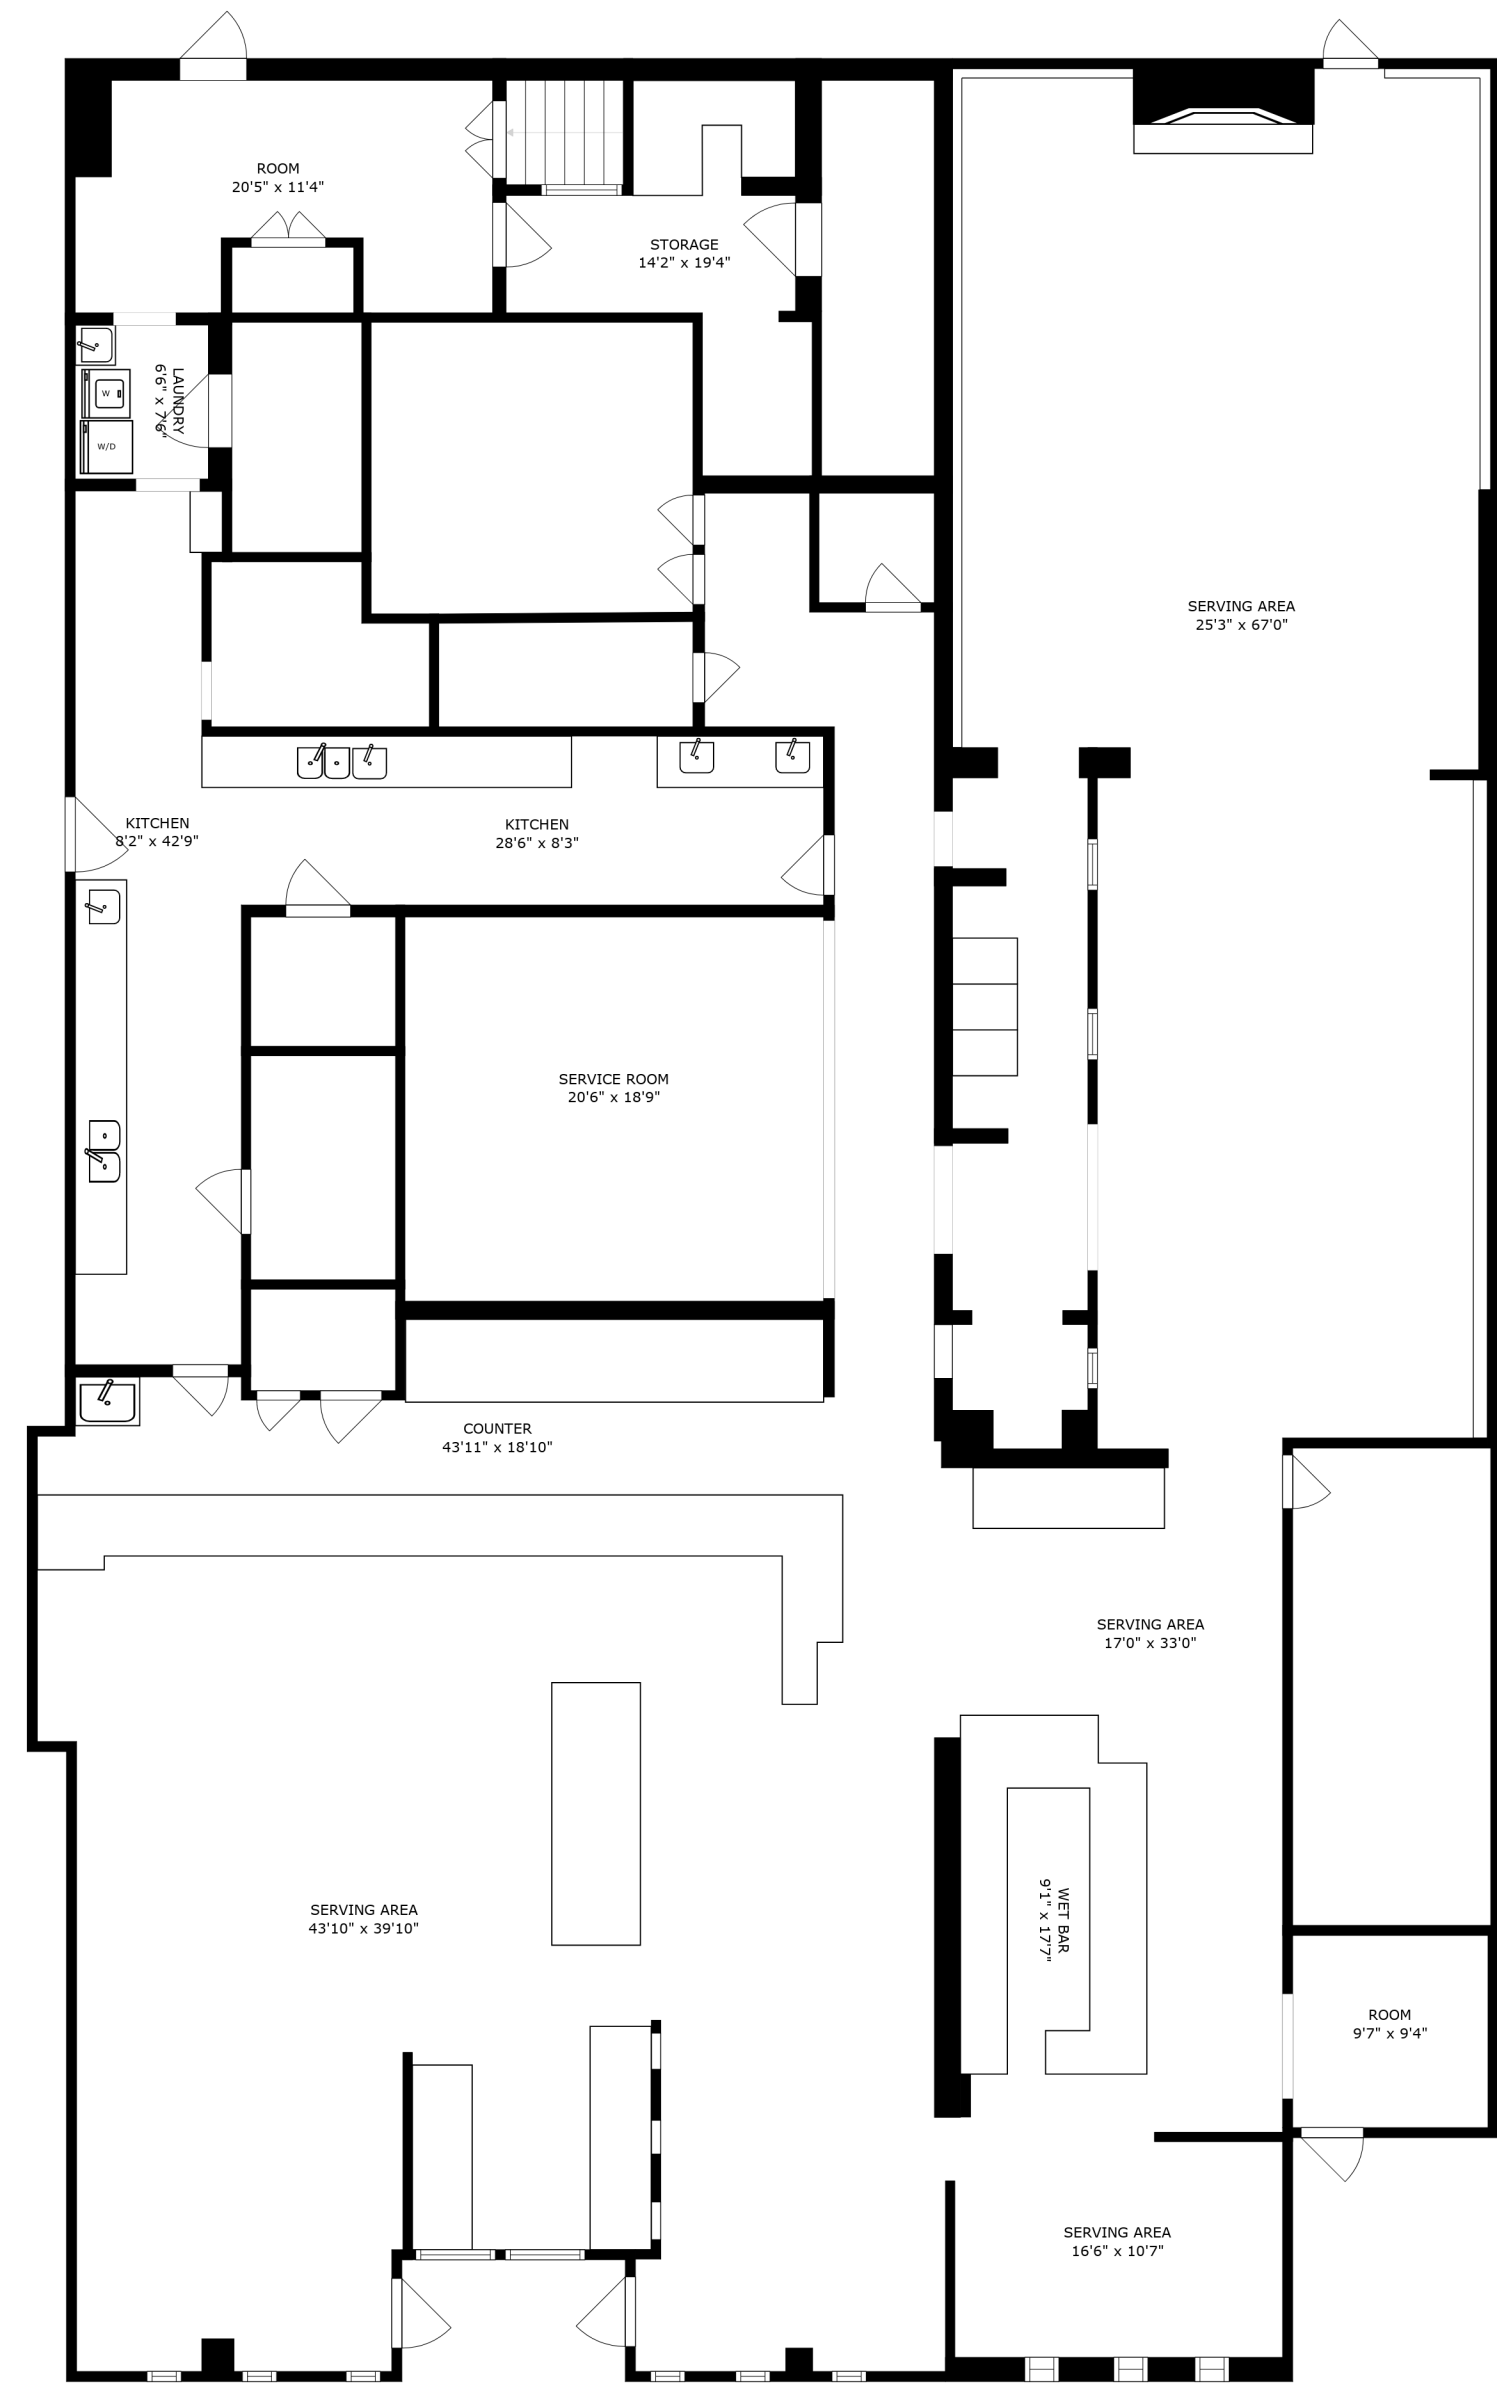 ROOM
20'5" x 11'4"
STORAGE
14'2" x 19'4"
LAUNDRY
6'6" x 7'6"
W
W/D
SERVING AREA
25'3" x 67'0"
KITCHEN
8'2" x 42'9"
KITCHEN
28'6" x 8'3"
SERVICE ROOM
20'6" x 18'9"
COUNTER
43'11" x 18'10"
SERVING AREA
17'0" x 33'0"
SERVING AREA
43'10" x 39'10"
WET BAR
9'1" x 17'7"
ROOM
9'7" x 9'4"
SERVING AREA
16'6" x 10'7"